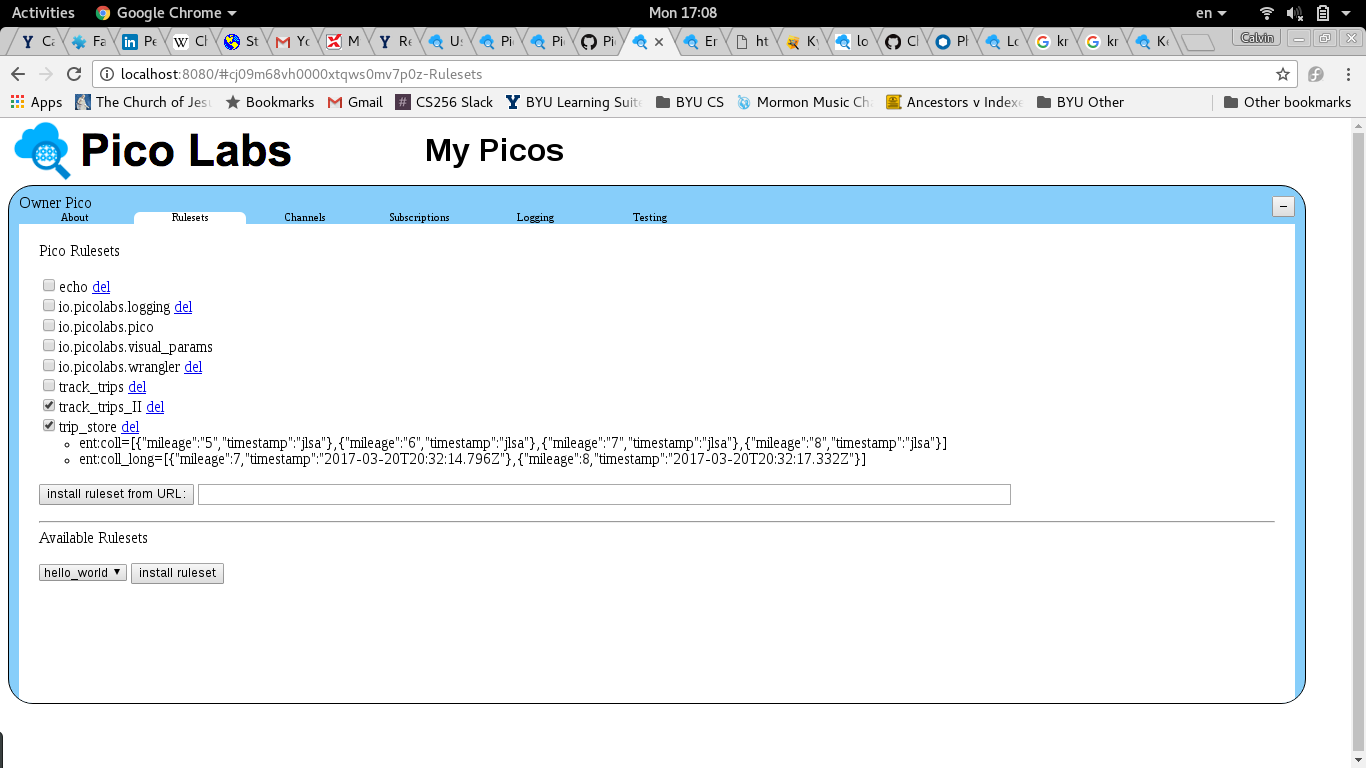 Activities Google Chrome Mon 17:08 en
Ca Fa Pe Ch St Yo M Re Us Pi Pi Pi Er ht Ky lo Cl Ph Lo kr kr Ke Calvin
localhost:8080/#cj09m68vh0000xtqws0mv7p0z-Rulesets
Apps The Church of Jesu Bookmarks Gmail CS256 Slack BYU Learning Suite BYU CS Mormon Music Cha Ancestors v Indexe BYU Other Other bookmarks
Pico Labs My Picos
Owner Pico
About Rulesets Channels Subscriptions Logging Testing
Pico Rulesets
echo del
io.picolabs.logging del
io.picolabs.pico
io.picolabs.visual_params
io.picolabs.wrangler del
track_trips del
track_trips_II del
trip_store del
ent:coll=[{"mileage":"5","timestamp":"jlsa"},{"mileage":"6","timestamp":"jlsa"},{"mileage":"7","timestamp":"jlsa"},{"mileage":"8","timestamp":"jlsa"}]
ent:coll_long=[{"mileage":7,"timestamp":"2017-03-20T20:32:14.796Z"},{"mileage":8,"timestamp":"2017-03-20T20:32:17.332Z"}]
install ruleset from URL:
Available Rulesets
hello_world install ruleset